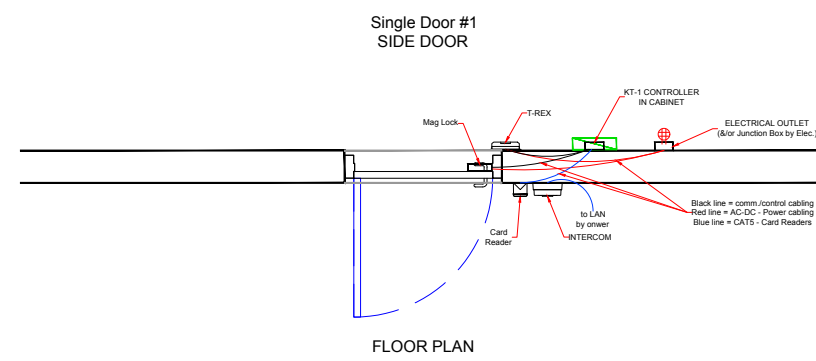 Single Door #1
SIDE DOOR
KT-1 CONTROLLER
IN CABINET
T-REX
Mag Lock
ELECTRICAL OUTLET
(&/or Junction Box by Elec.)
Black line = comm./control cabling
Red line = AC-DC - Power cabling
Blue line = CAT5 - Card Readers
to LAN
by onwer
Card
Reader
INTERCOM
FLOOR PLAN